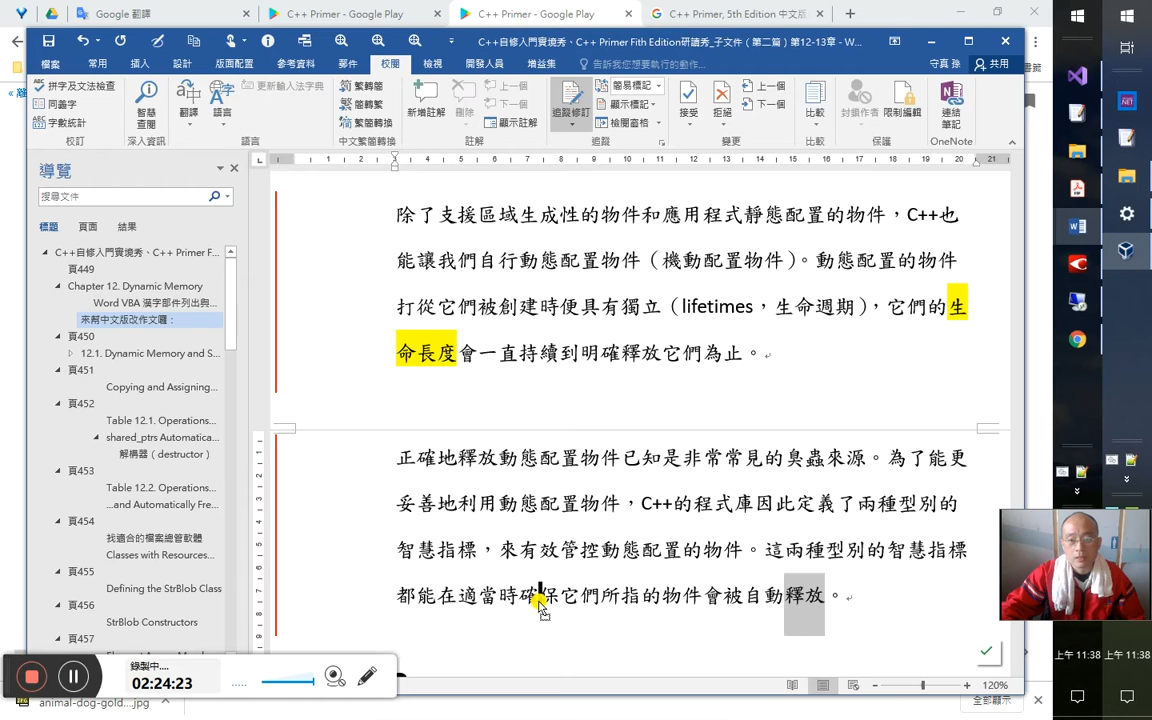 Google 翻譯
C++ Primer - Google Play
C++ Primer - Google Play
C++ Primer, 5th Edition 中文版
C++自修入門實境秀、C++ Primer Fith Edition研讀秀_子文件（第二篇）第12-13章 - W...
檔案 常用 插入 設計 版面配置 參考資料 郵件 校閱 檢視 開發人員 增益集 告訴我您想要執行的動作...
守真 孫 共用
拼字及文法檢查
同義字
字數統計
校訂
智慧查閱
深入資訊
翻譯
語言
更新輸入法字典
語言
繁轉簡
簡轉繁
中文繁簡轉換
中文繁簡轉換
新增註解
刪除
上一個
下一個
顯示註解
註解
追蹤修訂
簡易標記
顯示標記
檢閱窗格
追蹤
接受
拒絕
上一個
下一個
變更
比較
比較
封鎖作者
限制編輯
保護
連結筆記
OneNote
導覽
搜尋文件
標題 頁面 結果
C++自修入門實境秀、C++ Primer F...
頁449
Chapter 12. Dynamic Memory
Word VBA 漢字部件列出與...
來幫中文版改作文囉：
頁450
12.1. Dynamic Memory and S...
頁451
Copying and Assigning...
頁452
Table 12.1. Operations...
shared_ptrs Automatica...
解構器（destructor）
頁453
Table 12.2. Operations...
...and Automatically Fre...
頁454
找適合的檔案總管軟體
Classes with Resources...
頁455
Defining the StrBlob Class
頁456
StrBlob Constructors
頁457
除了支援區域生成性的物件和應用程式靜態配置的物件，C++也
能讓我們自行動態配置物件（機動配置物件）。動態配置的物件
打從它們被創建時便具有獨立（lifetimes，生命週期），它們的生
命長度會一直持續到明確釋放它們為止。
正確地釋放動態配置物件已知是非常常見的臭蟲來源。為了能更
妥善地利用動態配置物件，C++的程式庫因此定義了兩種型別的
智慧指標，來有效管控動態配置的物件。這兩種型別的智慧指標
都能在適當時確保它們所指的物件會被自動釋放。
錄製中....
02:24:23
120%
animal-dog-gold....jpg
全部顯示
上午 11:38 上午 11:38